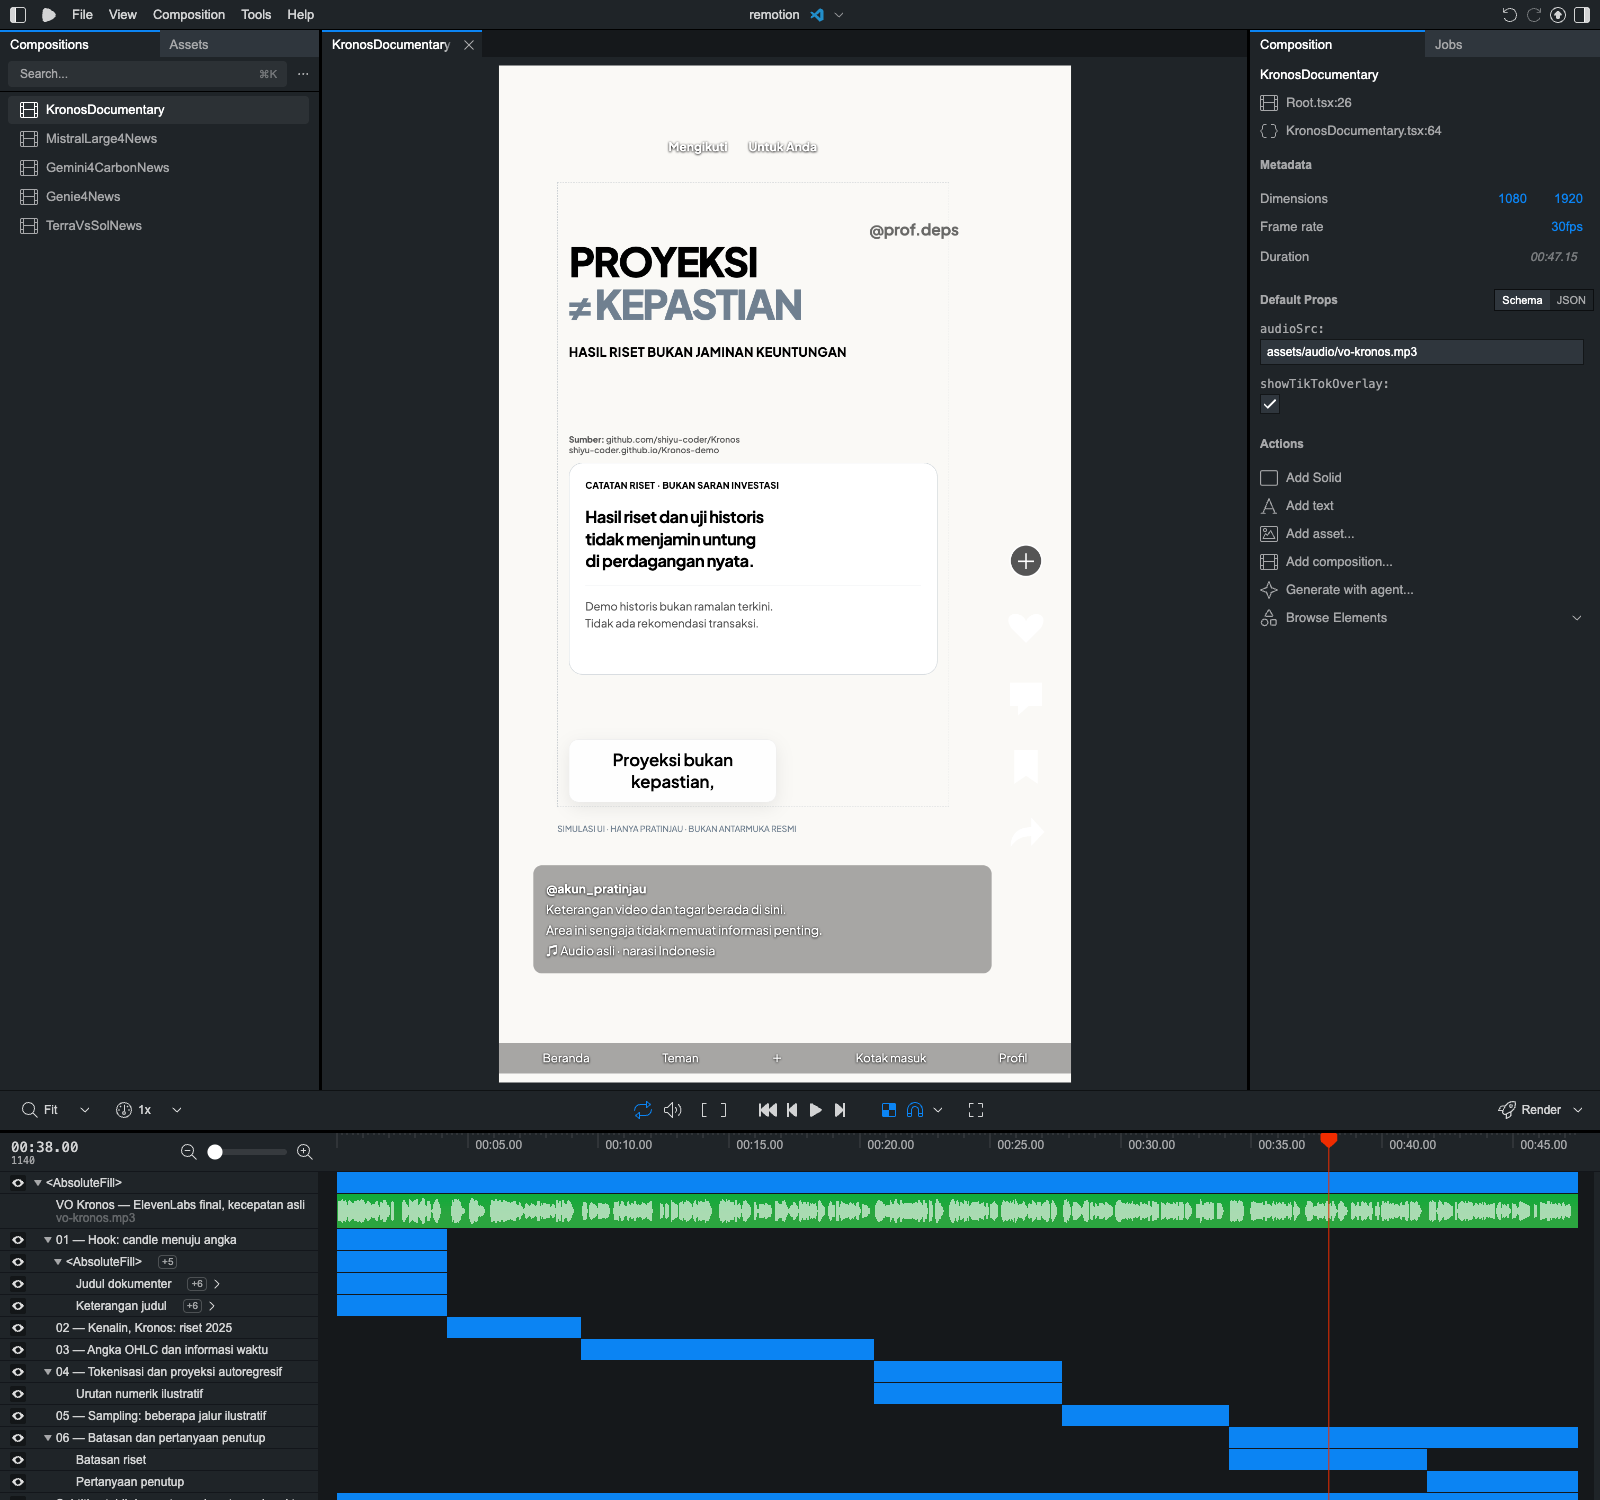 File View Composition Tools Help
remotion
Compositions
Assets
KronosDocumentary
Composition
Jobs
Search...
⌘K
KronosDocumentary
MistralLarge4News
Gemini4CarbonNews
Genie4News
TerraVsSolNews
Mengikuti Untuk Anda
@prof.deps
PROYEKSI
≠ KEPASTIAN
HASIL RISET BUKAN JAMINAN KEUNTUNGAN
Sumber: github.com/shiyu-coder/Kronos
shiyu-coder.github.io/Kronos-demo
CATATAN RISET · BUKAN SARAN INVESTASI
Hasil riset dan uji historis
tidak menjamin untung
di perdagangan nyata.
Demo historis bukan ramalan terkini.
Tidak ada rekomendasi transaksi.
Proyeksi bukan
kepastian,
SIMULASI UI · HANYA PRATINJAU · BUKAN ANTARMUKA RESMI
@akun_pratinjau
Keterangan video dan tagar berada di sini.
Area ini sengaja tidak memuat informasi penting.
♫ Audio asli · narasi Indonesia
Beranda Teman + Kotak masuk Profil
KronosDocumentary
Root.tsx:26
KronosDocumentary.tsx:64
Metadata
Dimensions 1080 1920
Frame rate 30fps
Duration 00:47.15
Default Props Schema JSON
audioSrc:
assets/audio/vo-kronos.mp3
showTikTokOverlay:
Actions
Add Solid
Add text
Add asset...
Add composition...
Generate with agent...
Browse Elements
Fit
1x
Render
00:38.00
1140
00:05.00 00:10.00 00:15.00 00:20.00 00:25.00 00:30.00 00:35.00 00:40.00 00:45.00
<AbsoluteFill>
VO Kronos — ElevenLabs final, kecepatan asli
vo-kronos.mp3
01 — Hook: candle menuju angka
<AbsoluteFill> +5
Judul dokumenter +6
Keterangan judul +6
02 — Kenalin, Kronos: riset 2025
03 — Angka OHLC dan informasi waktu
04 — Tokenisasi dan proyeksi autoregresif
Urutan numerik ilustratif
05 — Sampling: beberapa jalur ilustratif
06 — Batasan dan pertanyaan penutup
Batasan riset
Pertanyaan penutup